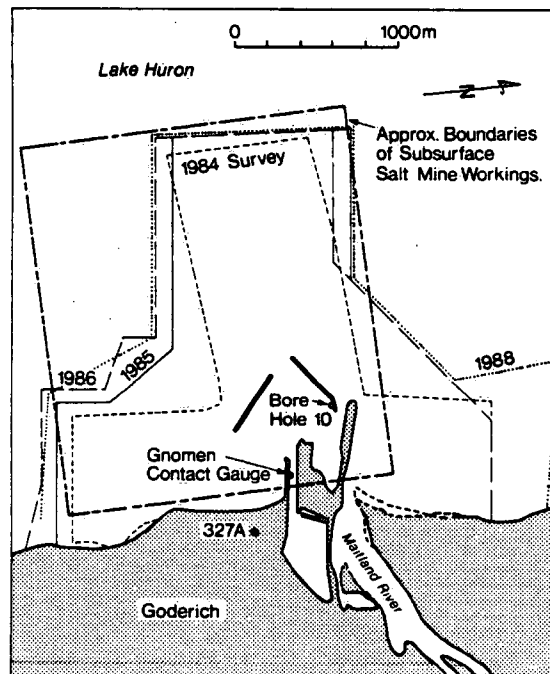 0 1000m
Lake Huron
N
Approx. Boundaries
of Subsurface
Salt Mine Workings.
1984 Survey
1988
1986
1985
Bore
Hole 10
Gnomen
Contact Gauge
327A
Maitland River
Goderich